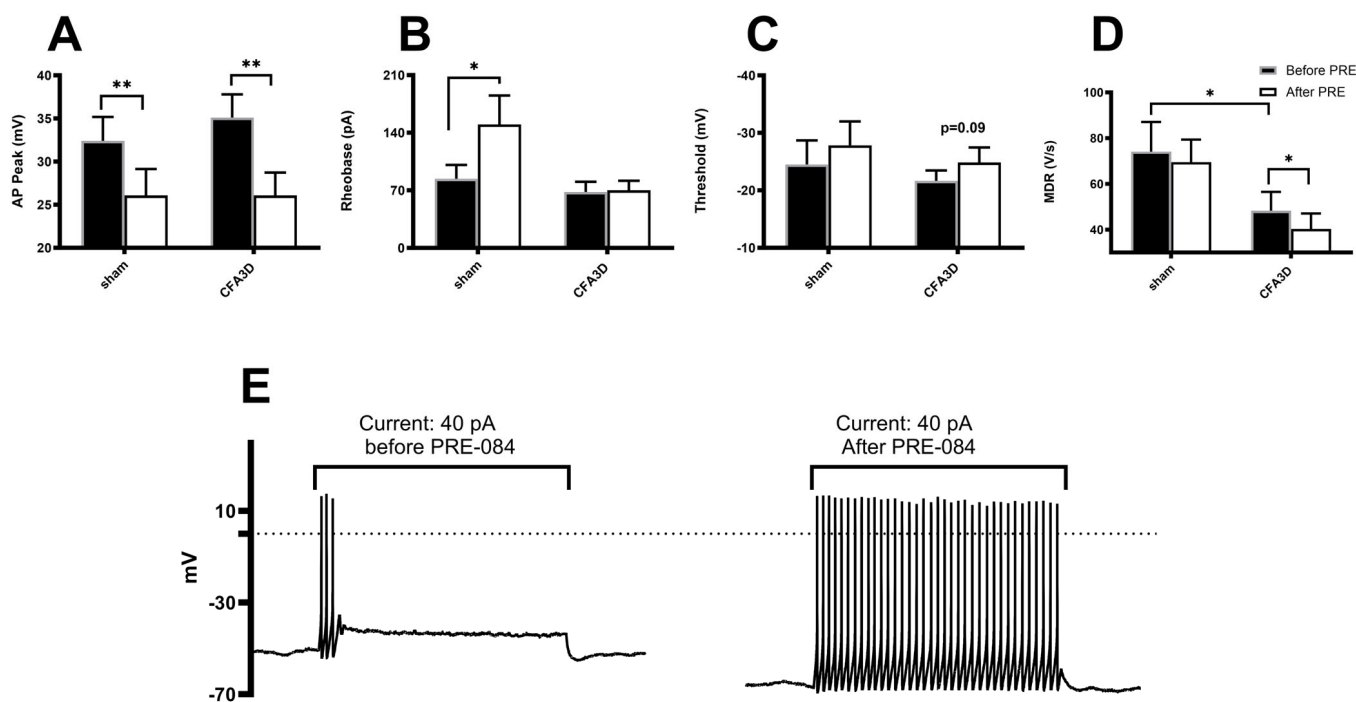 A
AP Peak (mV)
40
35
30
25
20
**
**
sham
CFA3D
B
Rheobase (pA)
210
140
70
0
*
sham
CFA3D
C
Threshold (mV)
-40
-30
-20
-10
p=0.09
sham
CFA3D
D
Before PRE
After PRE
MDR (V/s)
100
80
60
40
*
*
sham
CFA3D
E
Current: 40 pA
before PRE-084
Current: 40 pA
After PRE-084
mV
10
-30
-70